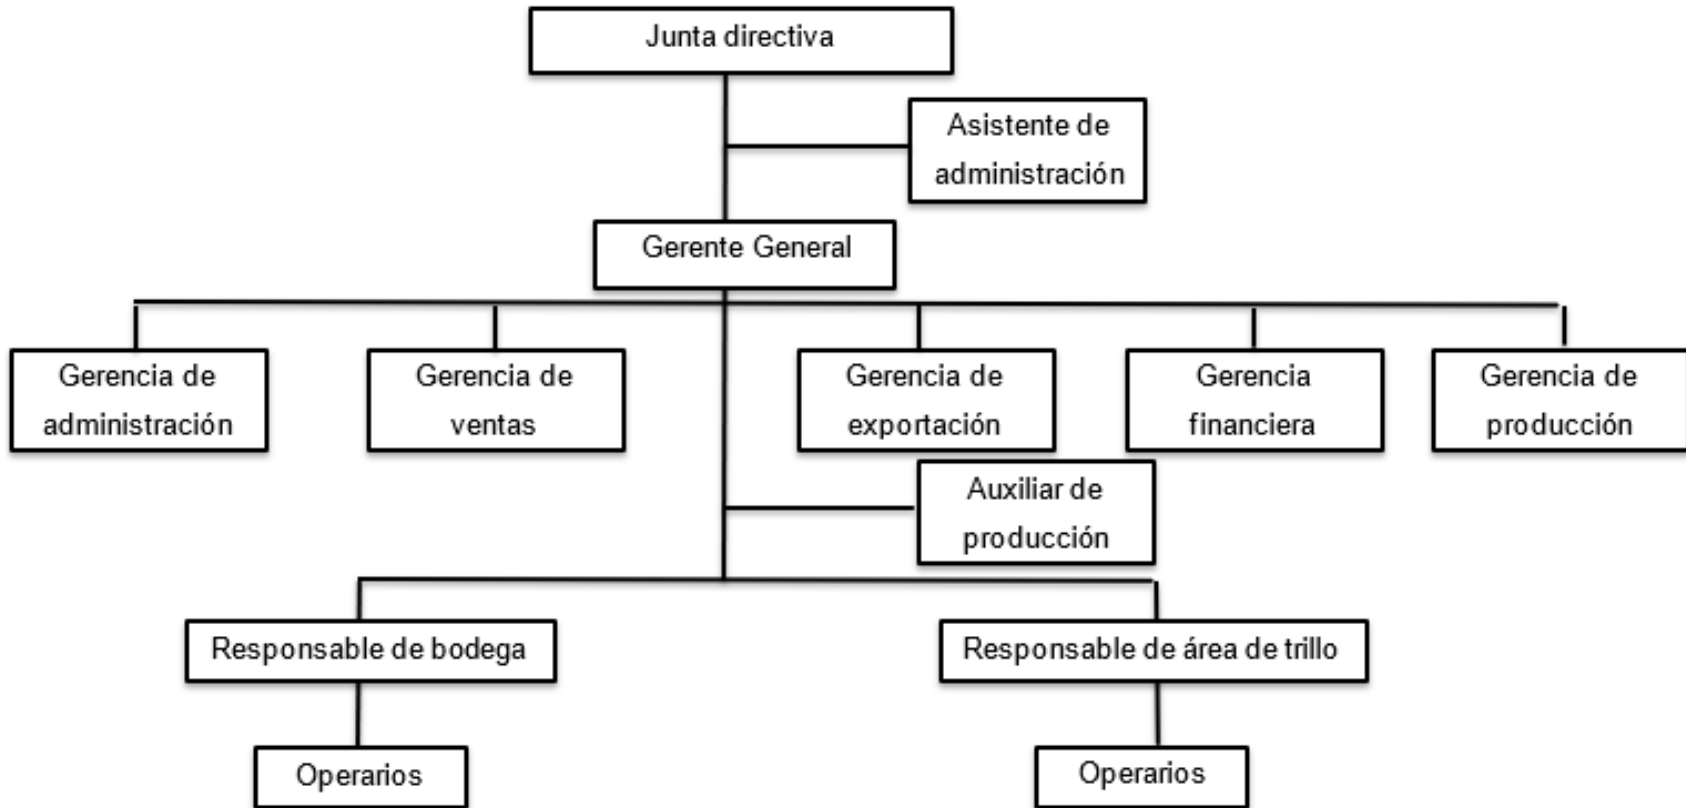 Junta directiva
Asistente de
administración
Gerente General
Gerencia de
administración
Gerencia de
ventas
Gerencia de
exportación
Gerencia
financiera
Gerencia de
producción
Auxiliar de
producción
Responsable de bodega
Responsable de área de trillo
Operarios
Operarios